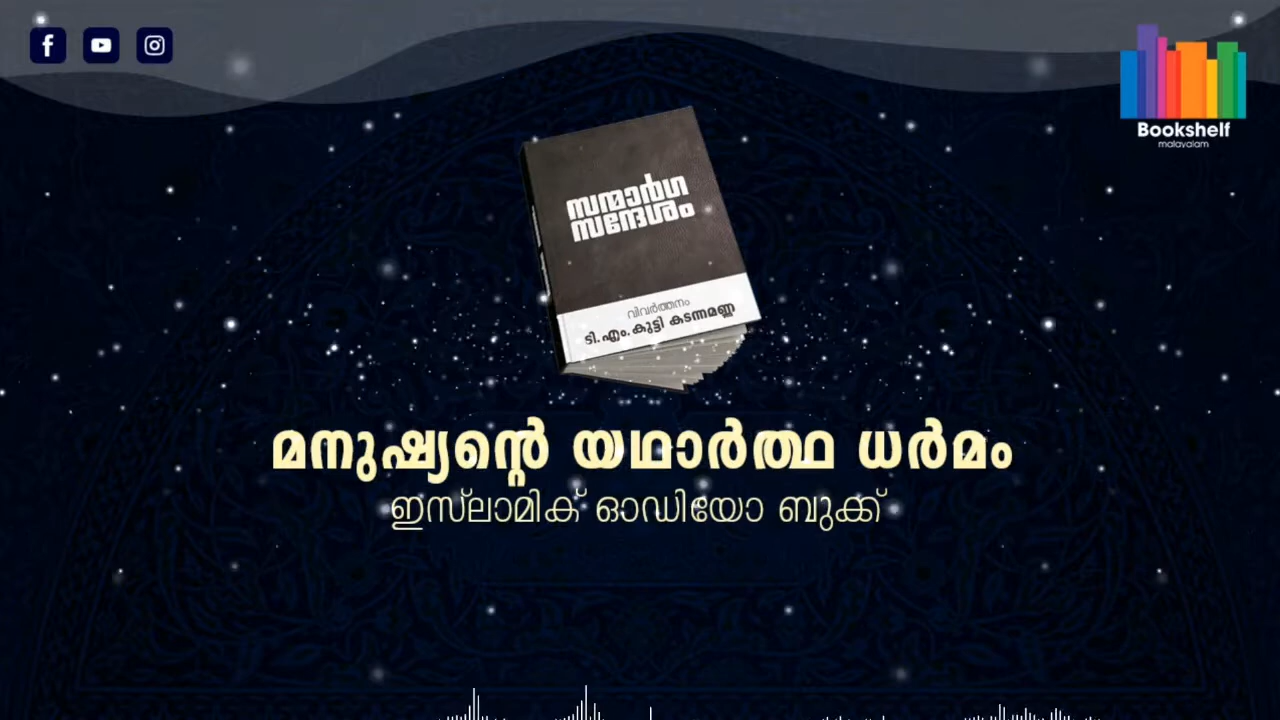 Bookshelf
malayalam
സന്മാർഗ
സന്ദേശം
വിവർത്തനം
ടി.എം.കുട്ടി കടന്നമണ്ണ
മനുഷ്യന്റെ യഥാർത്ഥ ധർമം
ഇസ്‌ലാമിക് ഓഡിയോ ബുക്ക്